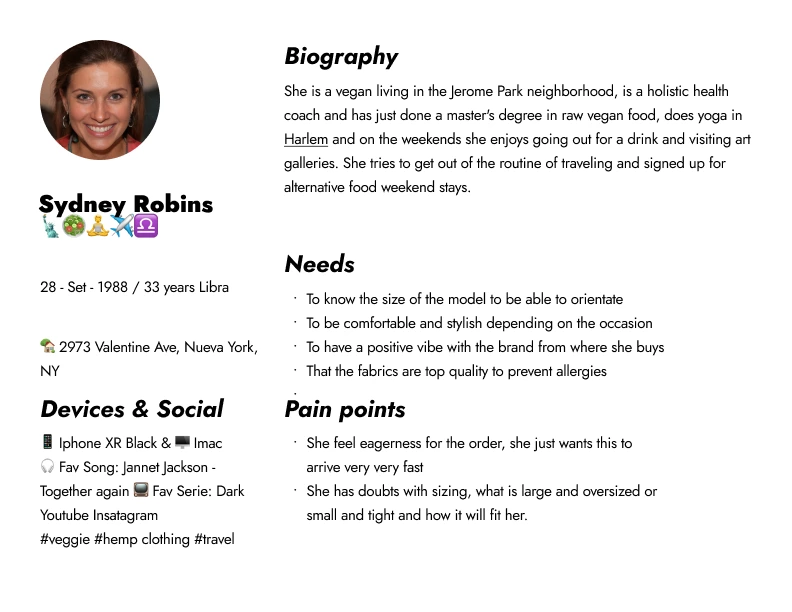 Sydney Robins
🗽🥗🧘✈️♎
28 - Set - 1988 / 33 years Libra
🏡 2973 Valentine Ave, Nueva York,
NY
Devices & Social
📱 Iphone XR Black & 🖥️ Imac
🎧 Fav Song: Jannet Jackson -
Together again 📺 Fav Serie: Dark
Youtube Insatagram
#veggie #hemp clothing #travel
Biography
She is a vegan living in the Jerome Park neighborhood, is a holistic health
coach and has just done a master's degree in raw vegan food, does yoga in
Harlem and on the weekends she enjoys going out for a drink and visiting art
galleries. She tries to get out of the routine of traveling and signed up for
alternative food weekend stays.
Needs
· To know the size of the model to be able to orientate
· To be comfortable and stylish depending on the occasion
· To have a positive vibe with the brand from where she buys
· That the fabrics are top quality to prevent allergies
·
Pain points
· She feel eagerness for the order, she just wants this to
arrive very very fast
· She has doubts with sizing, what is large and oversized or
small and tight and how it will fit her.